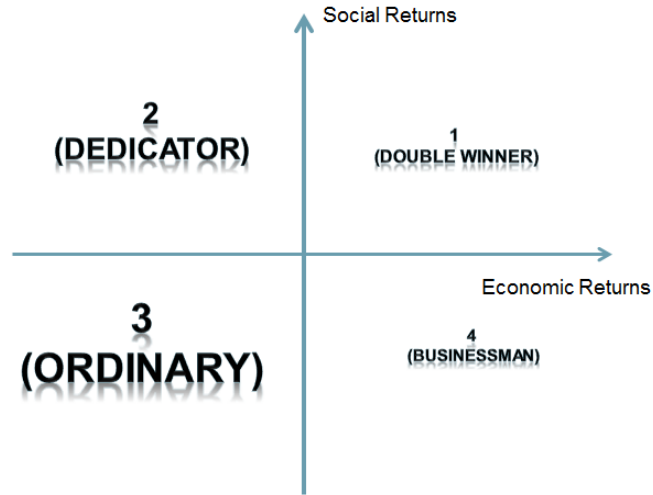 Social Returns
2
(DEDICATOR)
1
(DOUBLE WINNER)
Economic Returns
3
(ORDINARY)
4
(BUSINESSMAN)